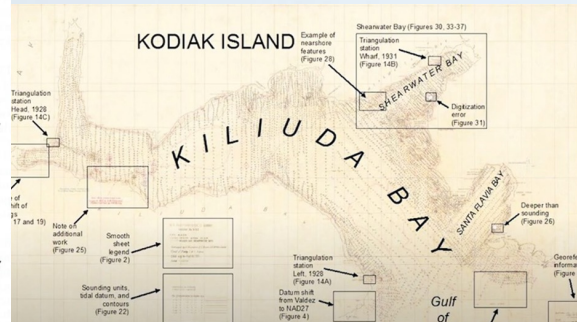 Shearwater Bay (Figures 30, 33-37)
KODIAK ISLAND
Example of
nearshore
features
(Figure 28)
Triangulation
station
Wharf, 1931
(Figure 14B)
SHEARWATER BAY
Digitization
error
(Figure 31)
Triangulation
station
Head, 1928
(Figure 14C)
KILIUDA BAY
SANTA FLAVIA BAY
17 and 19)
Note on
additional
work
(Figure 25)
Smooth
sheet
legend
(Figure 2)
Deeper than
sounding
(Figure 26)
Sounding units,
tidal datum, and
contours
(Figure 22)
Triangulation
station
Left, 1928
(Figure 14A)
Datum shift
from Valdez
to NAD27
(Figure 4)
Gulf
of